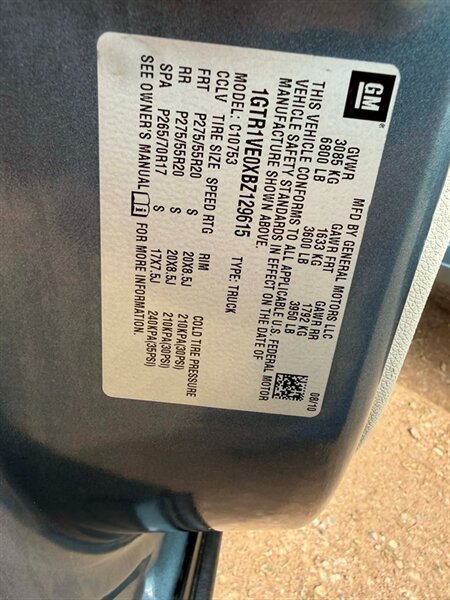 GM®
MFD BY GENERAL MOTORS LLC
08/10
GVWR GAWR FRT GAWR RR
3085 KG 1633 KG 1792 KG
6800 LB 3600 LB 3950 LB
THIS VEHICLE CONFORMS TO ALL APPLICABLE U.S. FEDERAL MOTOR
VEHICLE SAFETY STANDARDS IN EFFECT ON THE DATE OF
MANUFACTURE SHOWN ABOVE.
1GTR1VE0XBZ129615 TYPE: TRUCK
MODEL: C10753
CCLV TIRE SIZE SPEED RTG RIM COLD TIRE PRESSURE
FRT P275/55R20 S 20X8.5J 210KPA(30PSI)
RR P275/55R20 S 20X8.5J 210KPA(30PSI)
SPA P265/70R17 S 17X7.5J 240KPA(35PSI)
SEE OWNER'S MANUAL FOR MORE INFORMATION.